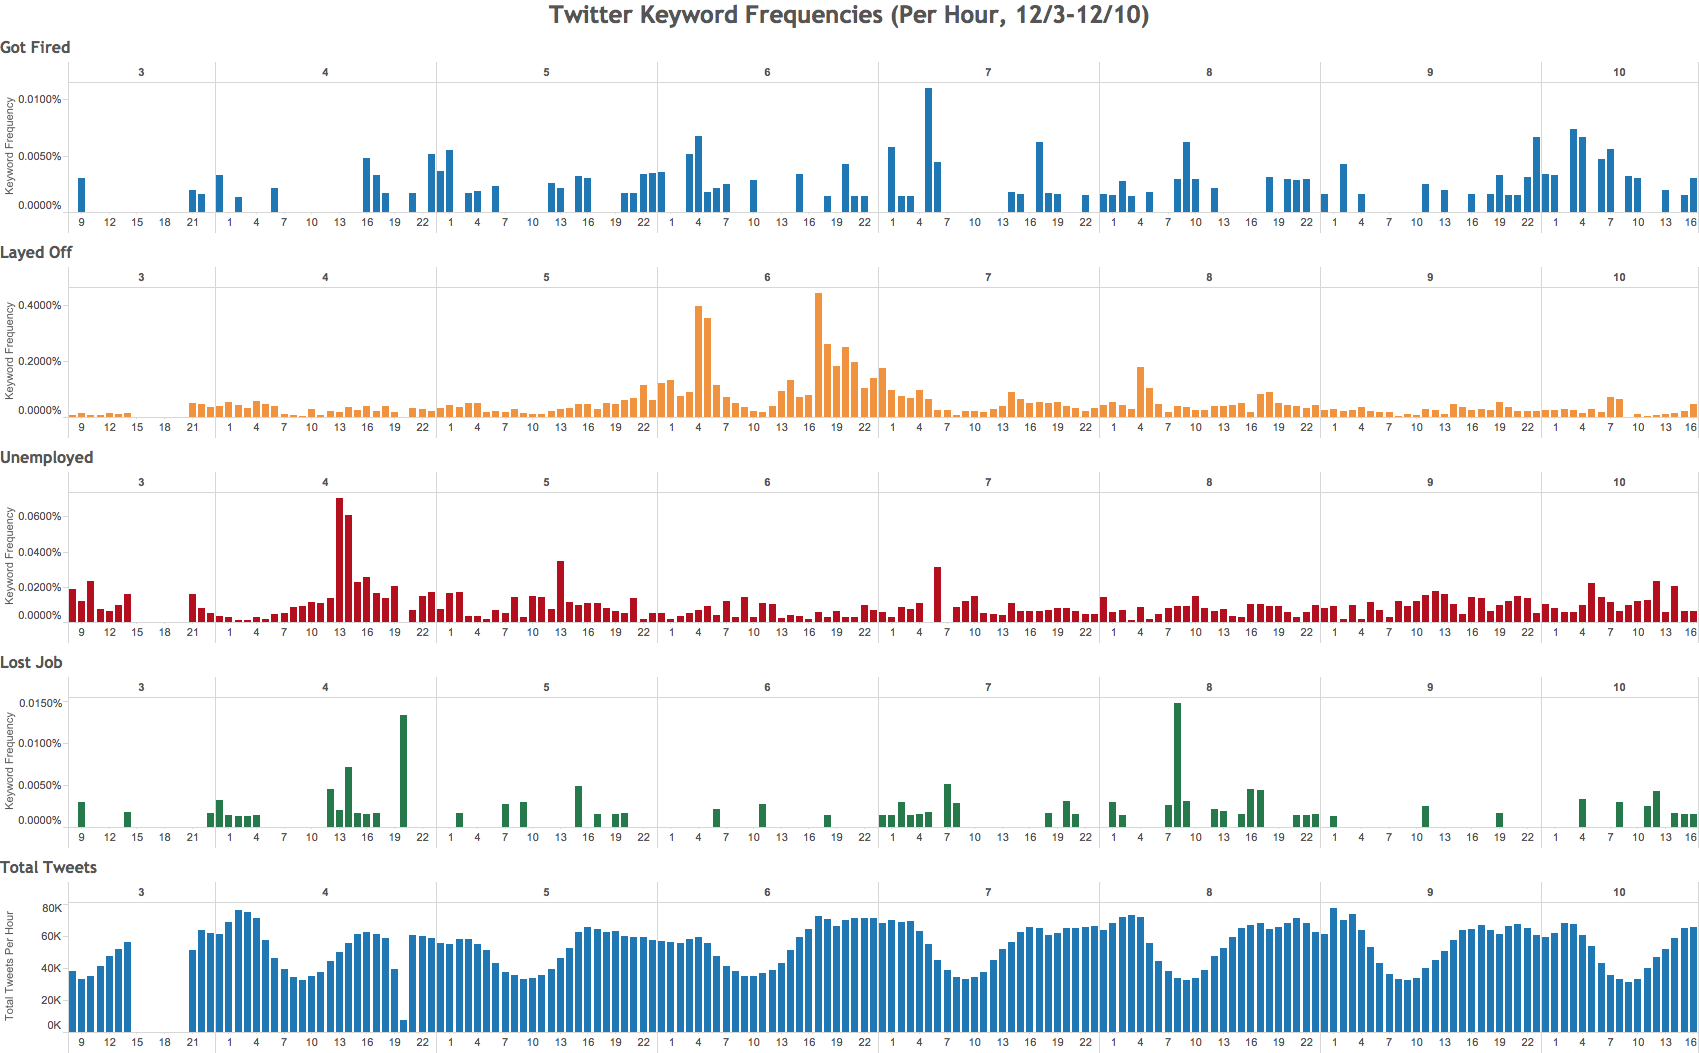 Twitter Keyword Frequencies (Per Hour, 12/3-12/10)
Got Fired
3 4 5 6 7 8 9 10
Keyword Frequency
0.0100%
0.0050%
0.0000%
9 12 15 18 21 1 4 7 10 13 16 19 22 1 4 7 10 13 16 19 22 1 4 7 10 13 16 19 22 1 4 7 10 13 16 19 22 1 4 7 10 13 16 19 22 1 4 7 10 13 16 19 22 1 4 7 10 13 16
Layed Off
3 4 5 6 7 8 9 10
Keyword Frequency
0.4000%
0.2000%
0.0000%
9 12 15 18 21 1 4 7 10 13 16 19 22 1 4 7 10 13 16 19 22 1 4 7 10 13 16 19 22 1 4 7 10 13 16 19 22 1 4 7 10 13 16 19 22 1 4 7 10 13 16 19 22 1 4 7 10 13 16
Unemployed
3 4 5 6 7 8 9 10
Keyword Frequency
0.0600%
0.0400%
0.0200%
0.0000%
9 12 15 18 21 1 4 7 10 13 16 19 22 1 4 7 10 13 16 19 22 1 4 7 10 13 16 19 22 1 4 7 10 13 16 19 22 1 4 7 10 13 16 19 22 1 4 7 10 13 16 19 22 1 4 7 10 13 16
Lost Job
3 4 5 6 7 8 9 10
Keyword Frequency
0.0150%
0.0100%
0.0050%
0.0000%
9 12 15 18 21 1 4 7 10 13 16 19 22 1 4 7 10 13 16 19 22 1 4 7 10 13 16 19 22 1 4 7 10 13 16 19 22 1 4 7 10 13 16 19 22 1 4 7 10 13 16 19 22 1 4 7 10 13 16
Total Tweets
3 4 5 6 7 8 9 10
Total Tweets Per Hour
80K
60K
40K
20K
0K
9 12 15 18 21 1 4 7 10 13 16 19 22 1 4 7 10 13 16 19 22 1 4 7 10 13 16 19 22 1 4 7 10 13 16 19 22 1 4 7 10 13 16 19 22 1 4 7 10 13 16 19 22 1 4 7 10 13 16